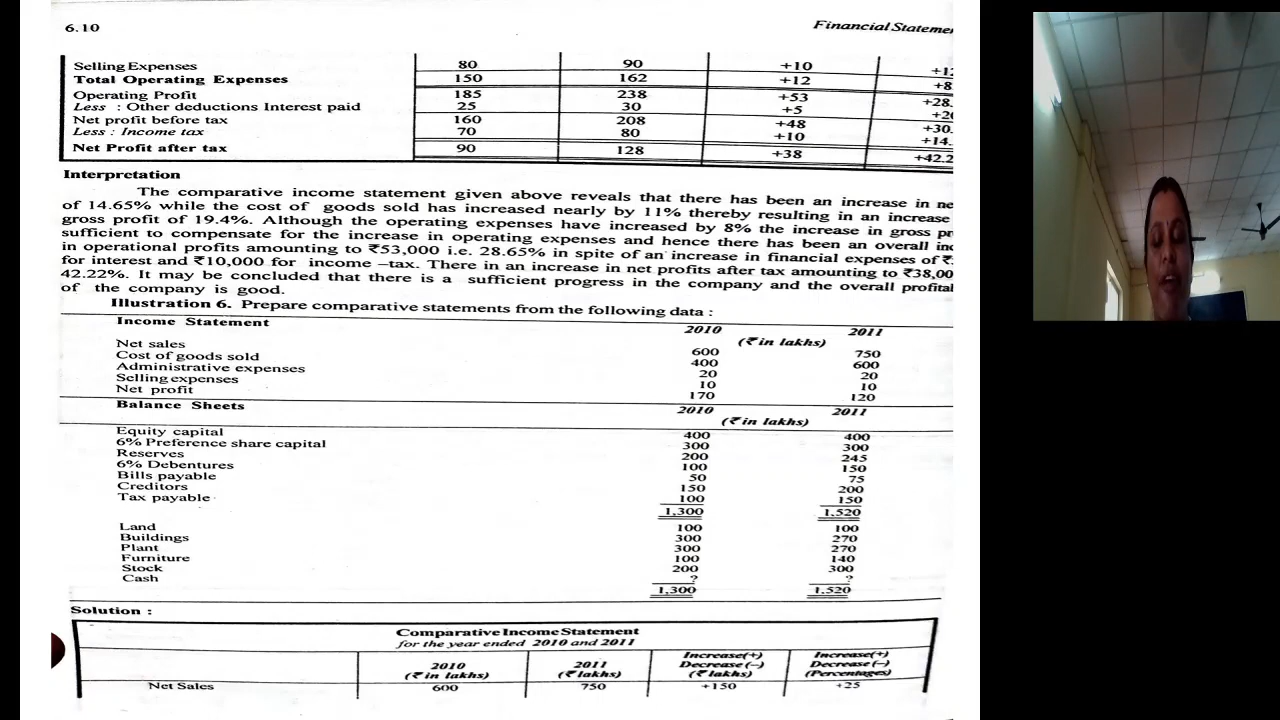 6.10 Financial Statemen
Selling Expenses 80 90 +10 +1
Total Operating Expenses 150 162 +12 +8
Operating Profit 185 238 +53 +28.
Less : Other deductions Interest paid 25 30 +5 +2
Net profit before tax 160 208 +48 +30.
Less : Income tax 70 80 +10 +14.
Net Profit after tax 90 128 +38 +42.2
Interpretation
The comparative income statement given above reveals that there has been an increase in ne
of 14.65% while the cost of goods sold has increased nearly by 11% thereby resulting in an increase
gross profit of 19.4%. Although the operating expenses have increased by 8% the increase in gross pr
sufficient to compensate for the increase in operating expenses and hence there has been an overall inc
in operational profits amounting to ₹53,000 i.e. 28.65% in spite of an increase in financial expenses of ₹
for interest and ₹10,000 for income –tax. There in an increase in net profits after tax amounting to ₹38,00
42.22%. It may be concluded that there is a sufficient progress in the company and the overall profital
of the company is good.
Illustration 6. Prepare comparative statements from the following data :
Income Statement 2010 2011
(₹ in lakhs)
Net sales 600 750
Cost of goods sold 400 600
Administrative expenses 20 20
Selling expenses 10 10
Net profit 170 120
Balance Sheets 2010 2011
(₹ in lakhs)
Equity capital 400 400
6% Preference share capital 300 300
Reserves 200 245
6% Debentures 100 150
Bills payable 50 75
Creditors 150 200
Tax payable 100 150
1,300 1,520
Land 100 100
Buildings 300 270
Plant 300 270
Furniture 100 140
Stock 200 300
Cash ? ?
1,300 1,520
Solution :
Comparative Income Statement
for the year ended 2010 and 2011
2010 (₹ in lakhs) 2011 (₹ lakhs) Increase(+) Decrease (–) (₹ lakhs) Increase(+) Decrease (–) (Percentages)
Net Sales 600 750 +150 +25